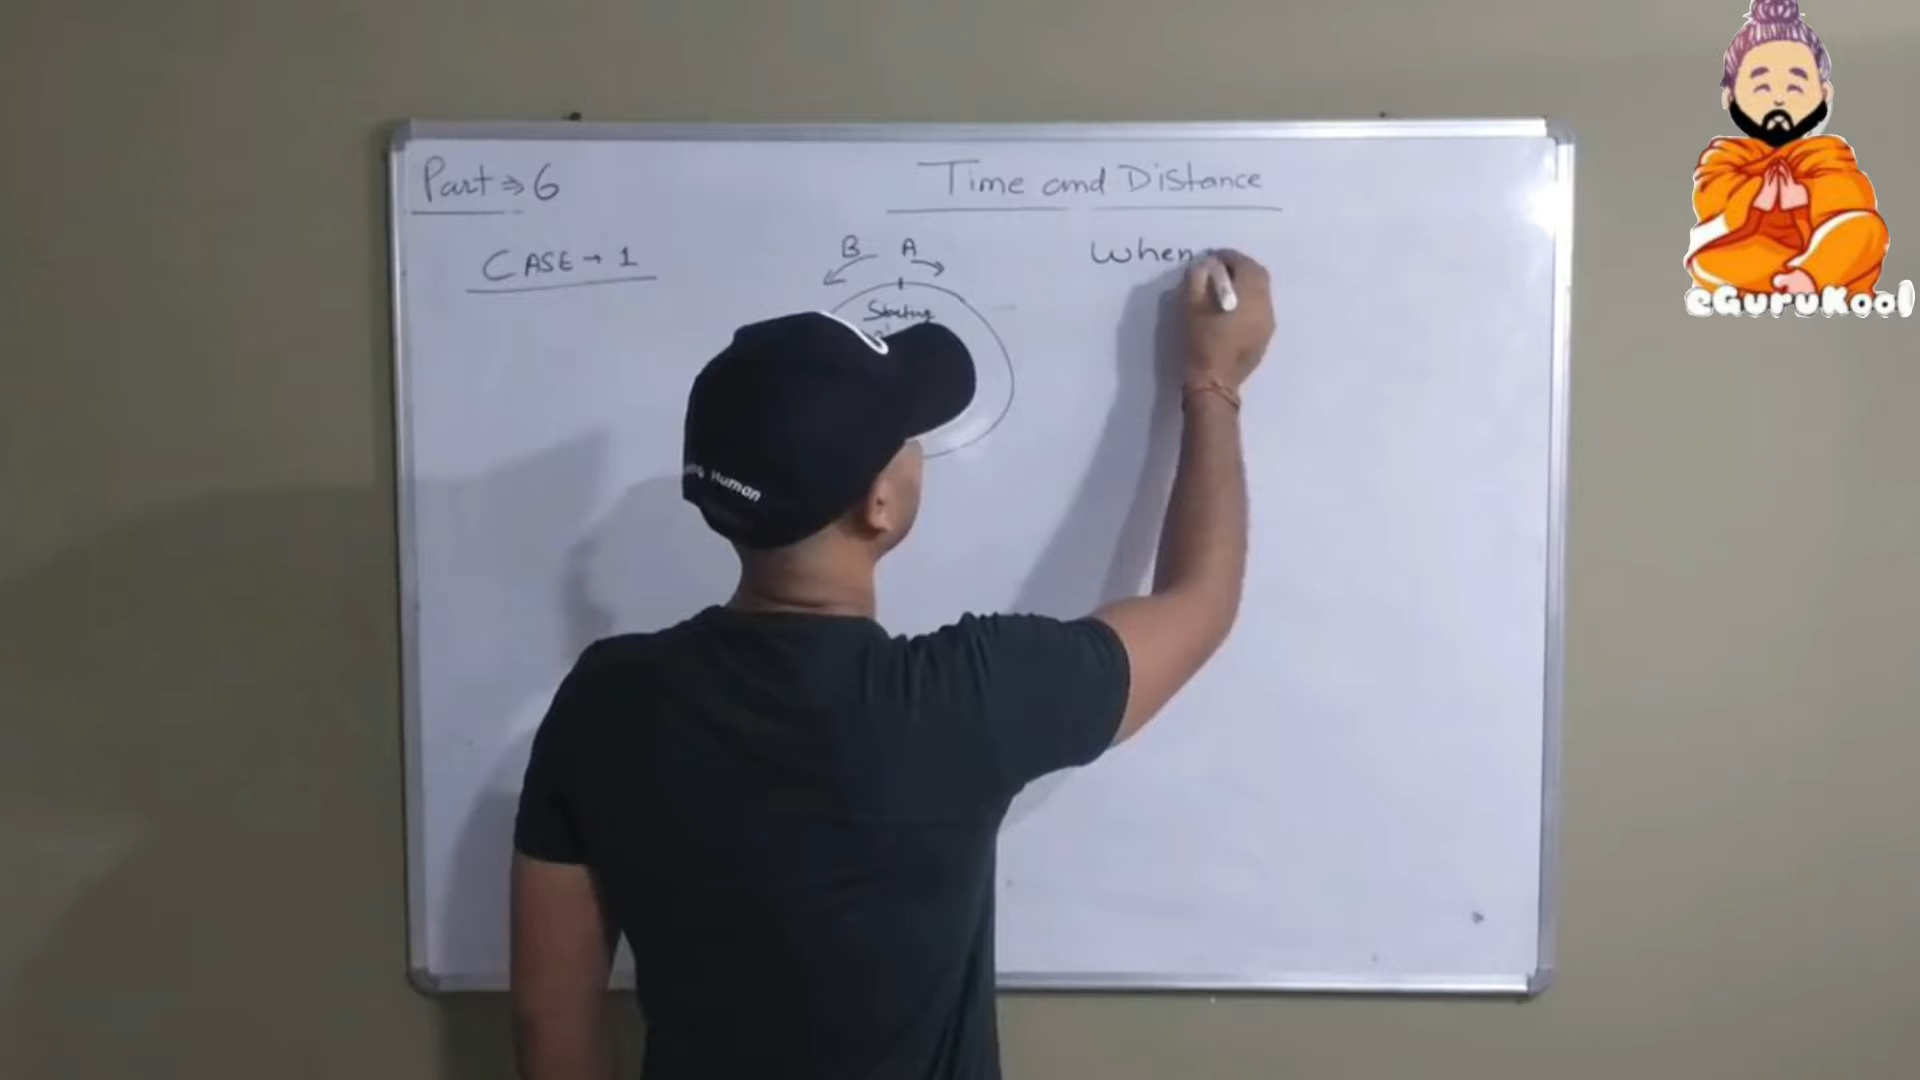 Part ⇒ 6
Time and Distance
CASE → 1
B A
When
Starting
Human
eGuruKool